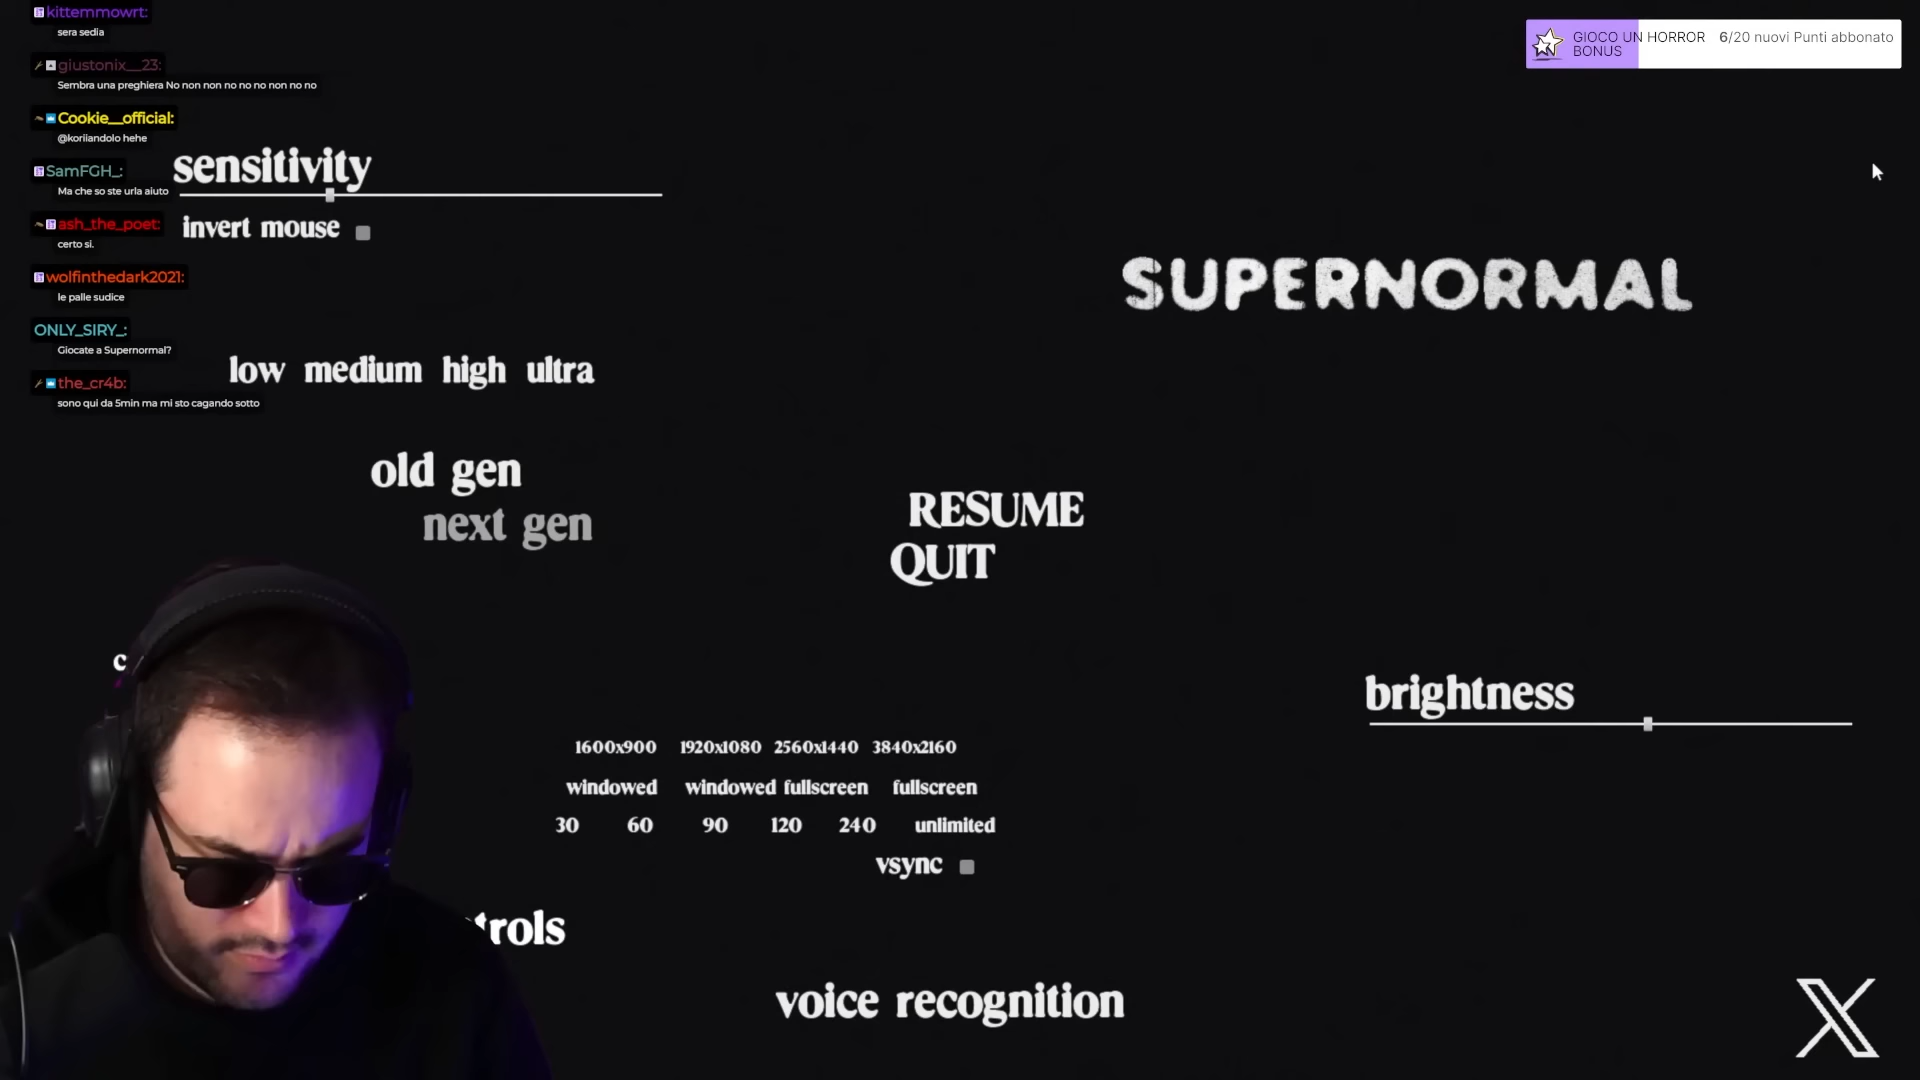 kittemmowrt:
sera sedia
giustonix__23:
Sembra una preghiera No non non no no no non no no
Cookie__official:
@koriiandolo hehe
SamFGH_:
Ma che so ste urla aiuto
ash_the_poet:
certo si.
wolfinthedark2021:
le palle sudice
ONLY_SIRY_:
Giocate a Supernormal?
the_cr4b:
sono qui da 5min ma mi sto cagando sotto
GIOCO UN HORROR BONUS
6/20 nuovi Punti abbonato
sensitivity
invert mouse
SUPERNORMAL
low medium high ultra
old gen
next gen
RESUME
QUIT
brightness
1600x900 1920x1080 2560x1440 3840x2160
windowed windowed fullscreen fullscreen
30 60 90 120 240 unlimited
vsync
trols
voice recognition